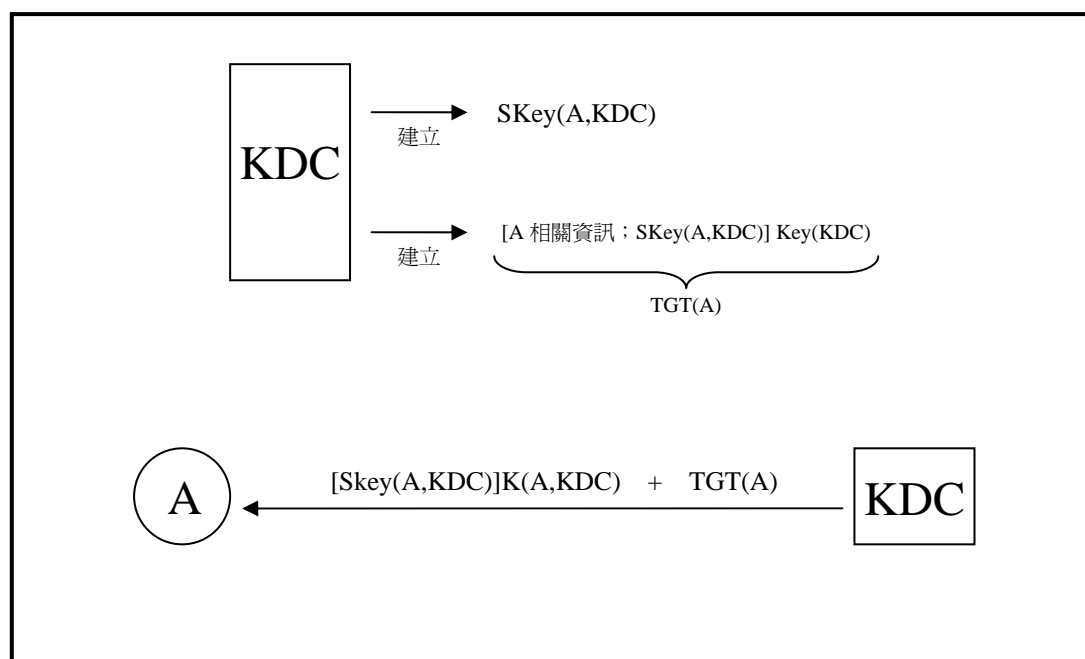 SKey(A,KDC)
建立
KDC
[A 相關資訊；SKey(A,KDC)] Key(KDC)
建立
TGT(A)
[Skey(A,KDC)]K(A,KDC) + TGT(A)
A
KDC